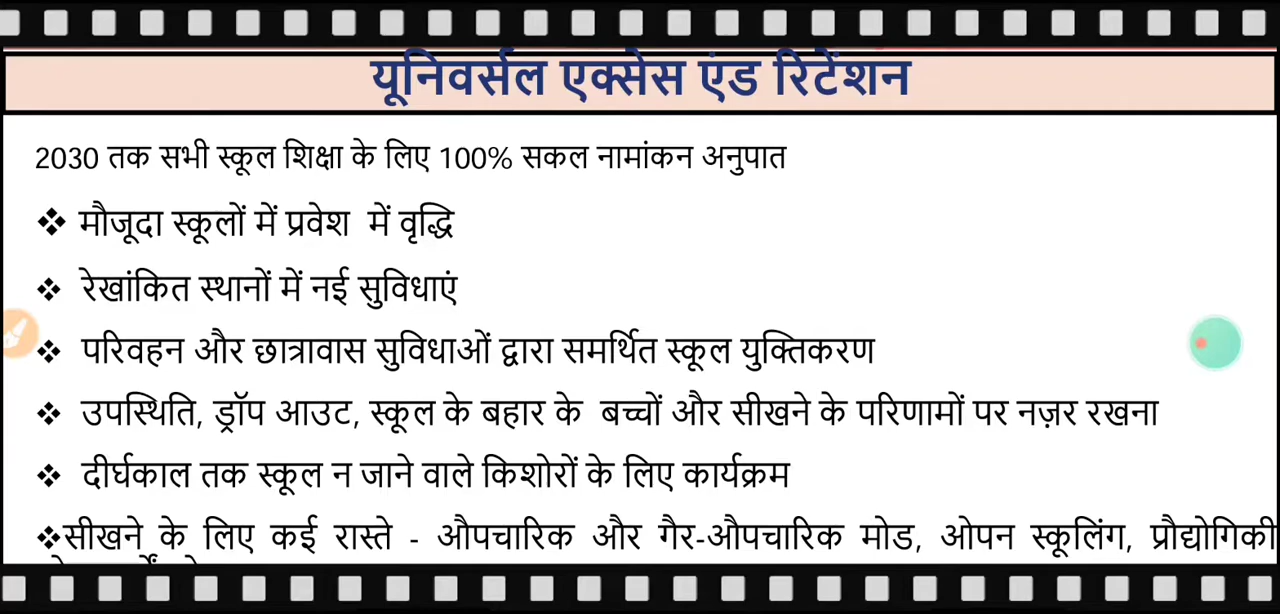 यूनिवर्सल एक्सेस एंड रिटेंशन
2030 तक सभी स्कूल शिक्षा के लिए 100% सकल नामांकन अनुपात
❖ मौजूदा स्कूलों में प्रवेश में वृद्धि
❖ रेखांकित स्थानों में नई सुविधाएं
❖ परिवहन और छात्रावास सुविधाओं द्वारा समर्थित स्कूल युक्तिकरण
❖ उपस्थिति, ड्रॉप आउट, स्कूल के बहार के बच्चों और सीखने के परिणामों पर नज़र रखना
❖ दीर्घकाल तक स्कूल न जाने वाले किशोरों के लिए कार्यक्रम
❖सीखने के लिए कई रास्ते - औपचारिक और गैर-औपचारिक मोड, ओपन स्कूलिंग, प्रौद्योगिकी